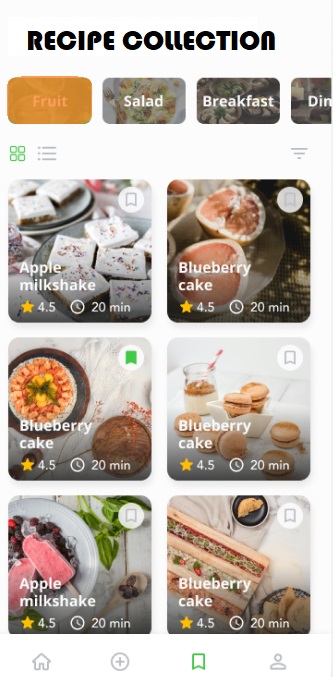 RECIPE COLLECTION
Fruit
Salad
Breakfast
Din
Apple
milkshake
4.5
20 min
Blueberry
cake
4.5
20 min
Blueberry
cake
4.5
20 min
Blueberry
cake
4.5
20 min
Apple
milkshake
4.5
20 min
Blueberry
cake
4.5
20 min